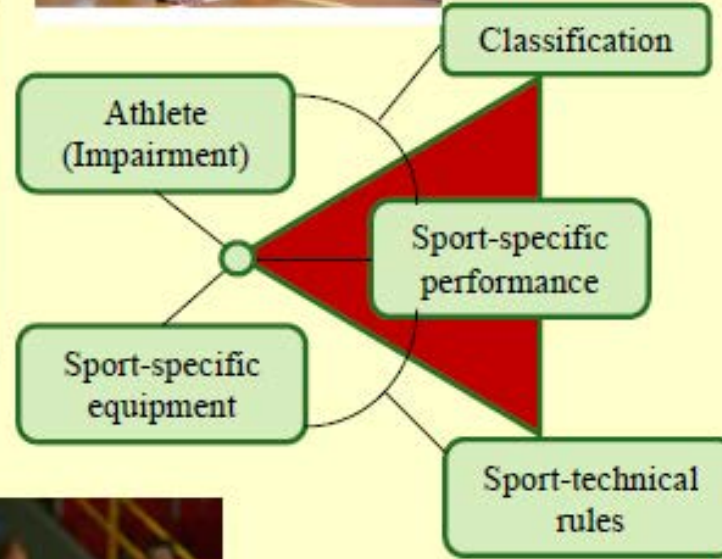 Classification
Athlete
(Impairment)
Sport-specific
performance
Sport-specific
equipment
Sport-technical
rules